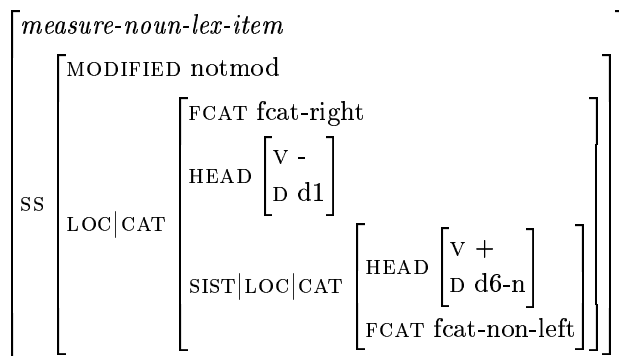 measure-noun-lex-item
MODIFIED notmod
FCAT fcat-right
HEAD
V -
D d1
SS
LOC|CAT
SIST|LOC|CAT
HEAD
V +
D d6-n
FCAT fcat-non-left